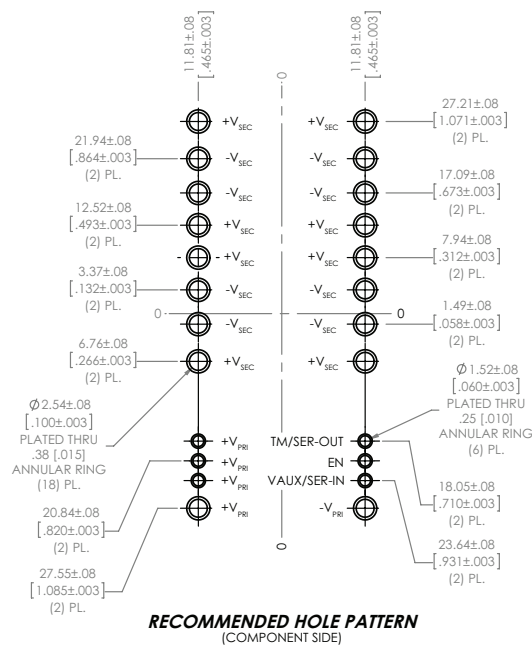 11.81±.08
[.465±.003]
11.81±.08
[.465±.003]
0
27.21±.08
[1.071±.003]
(2) PL.
+VSEC
+VSEC
21.94±.08
[.864±.003]
(2) PL.
-VSEC
-VSEC
17.09±.08
[.673±.003]
(2) PL.
-VSEC
-VSEC
12.52±.08
[.493±.003]
(2) PL.
+VSEC
+VSEC
7.94±.08
[.312±.003]
(2) PL.
+VSEC
+VSEC
3.37±.08
[.132±.003]
(2) PL.
-VSEC
-VSEC
0
0
1.49±.08
[.058±.003]
(2) PL.
-VSEC
-VSEC
6.76±.08
[.266±.003]
(2) PL.
+VSEC
+VSEC
Ø2.54±.08
[.100±.003]
PLATED THRU
.38 [.015]
ANNULAR RING
(18) PL.
Ø1.52±.08
[.060±.003]
PLATED THRU
.25 [.010]
ANNULAR RING
(6) PL.
+VPRI
TM/SER-OUT
+VPRI
EN
+VPRI
VAUX/SER-IN
+VPRI
-VPRI
18.05±.08
[.710±.003]
(2) PL.
20.84±.08
[.820±.003]
(2) PL.
23.64±.08
[.931±.003]
(2) PL.
27.55±.08
[1.085±.003]
(2) PL.
0
RECOMMENDED HOLE PATTERN
(COMPONENT SIDE)